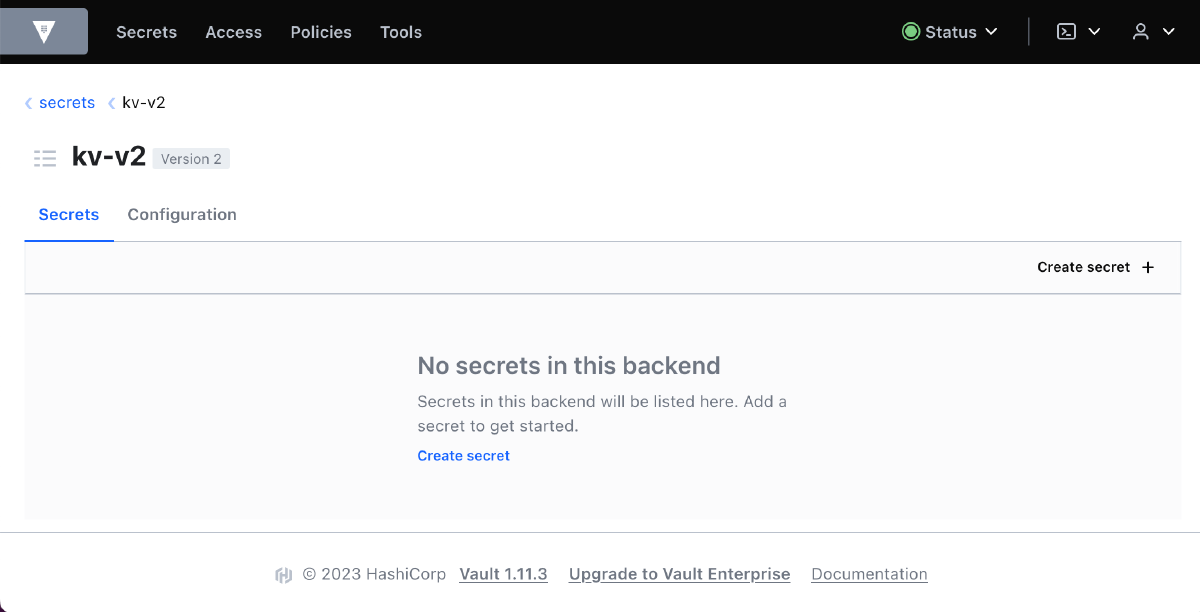 Secrets Access Policies Tools Status
secrets kv-v2
kv-v2 Version 2
Secrets Configuration
Create secret +
No secrets in this backend
Secrets in this backend will be listed here. Add a
secret to get started.
Create secret
© 2023 HashiCorp Vault 1.11.3 Upgrade to Vault Enterprise Documentation